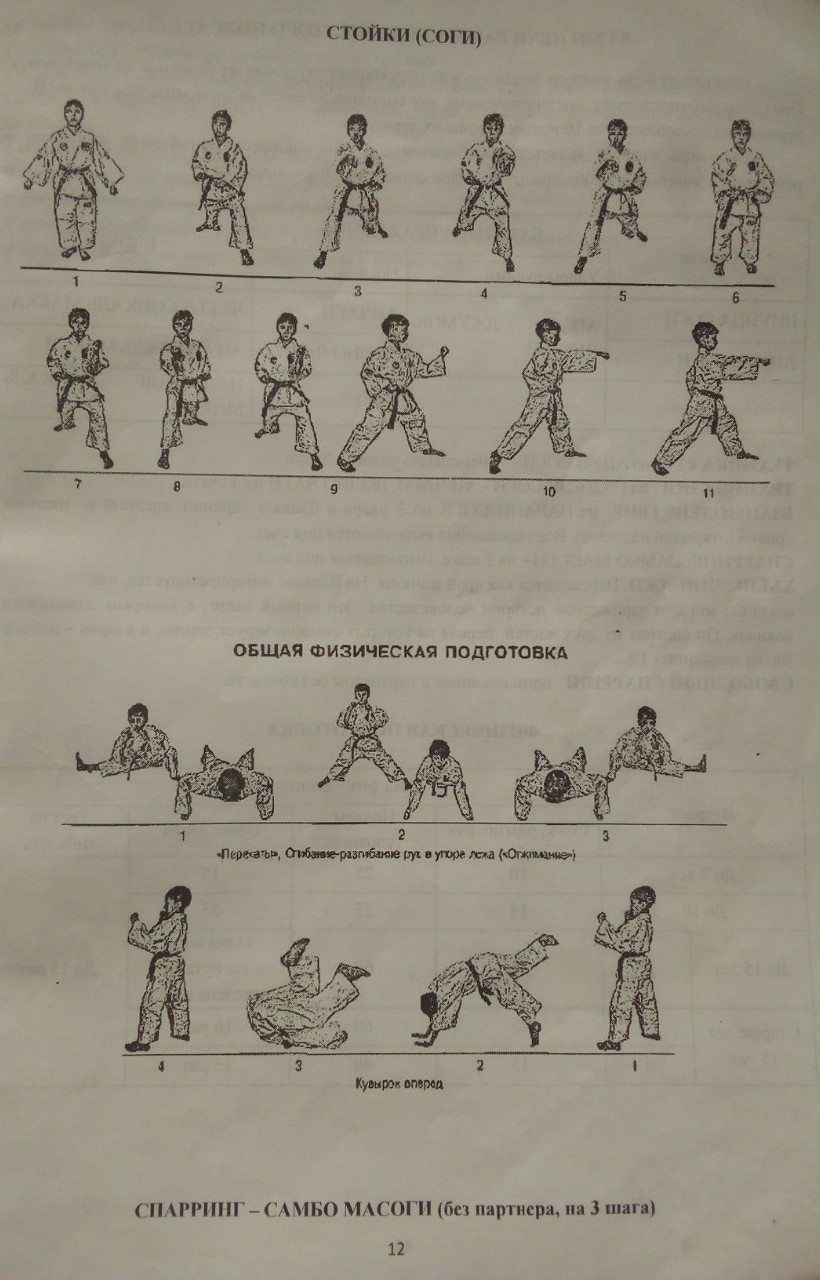 СТОЙКИ (СОГИ)
1 2 3 4 5 6
7 8 9 10 11
ОБЩАЯ ФИЗИЧЕСКАЯ ПОДГОТОВКА
1 2 3
«Перекаты», Сгибание-разгибание рук в упоре лежа («Отжимание»)
4 3 2 1
Кувырок вперед
СПАРРИНГ – САМБО МАСОГИ (без партнера, на 3 шага)
12